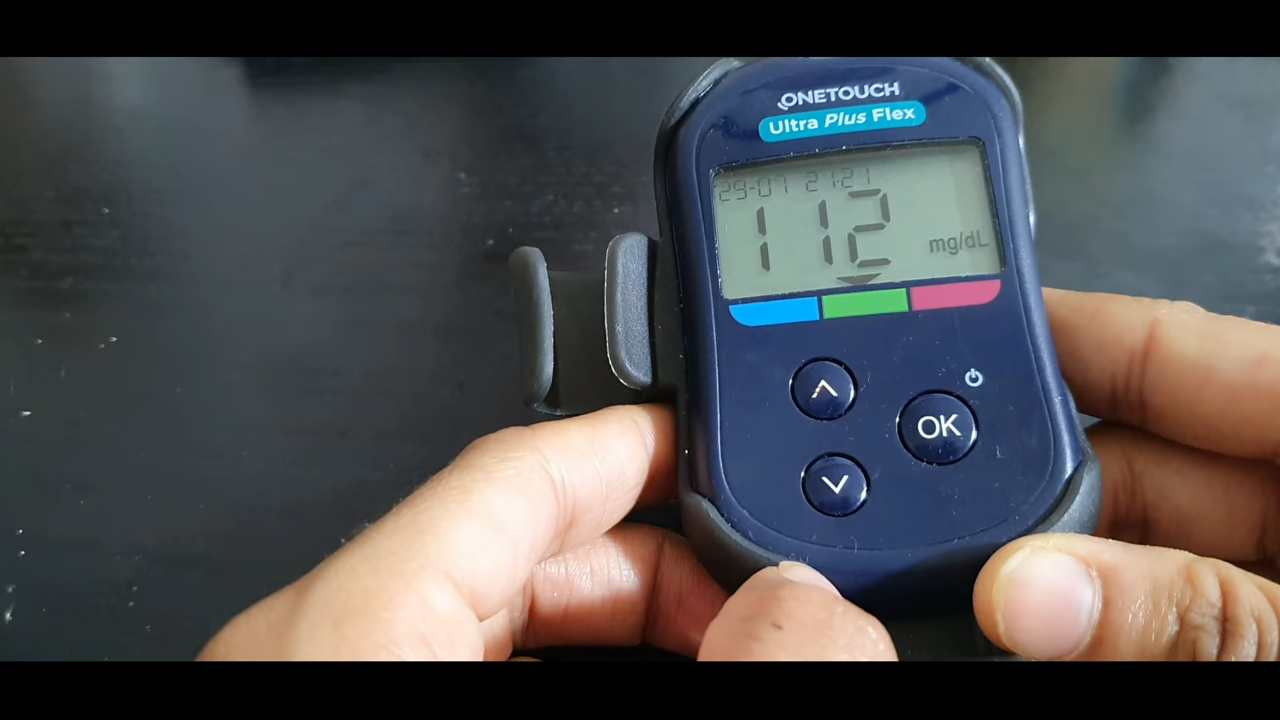 ONETOUCH
Ultra Plus Flex
29-07 21:27
112
mg/dL
OK